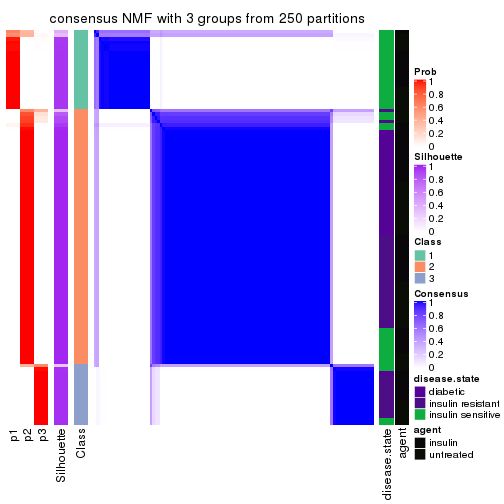 consensus NMF with 3 groups from 250 partitions
Prob
1
0.8
0.6
0.4
0.2
0
Silhouette
1
0.8
0.6
0.4
0.2
0
Class
1
2
3
Consensus
1
0.8
0.6
0.4
0.2
0
disease.state
diabetic
insulin resistant
insulin sensitive
agent
insulin
untreated
p1
p2
p3
Silhouette
Class
disease.state
agent